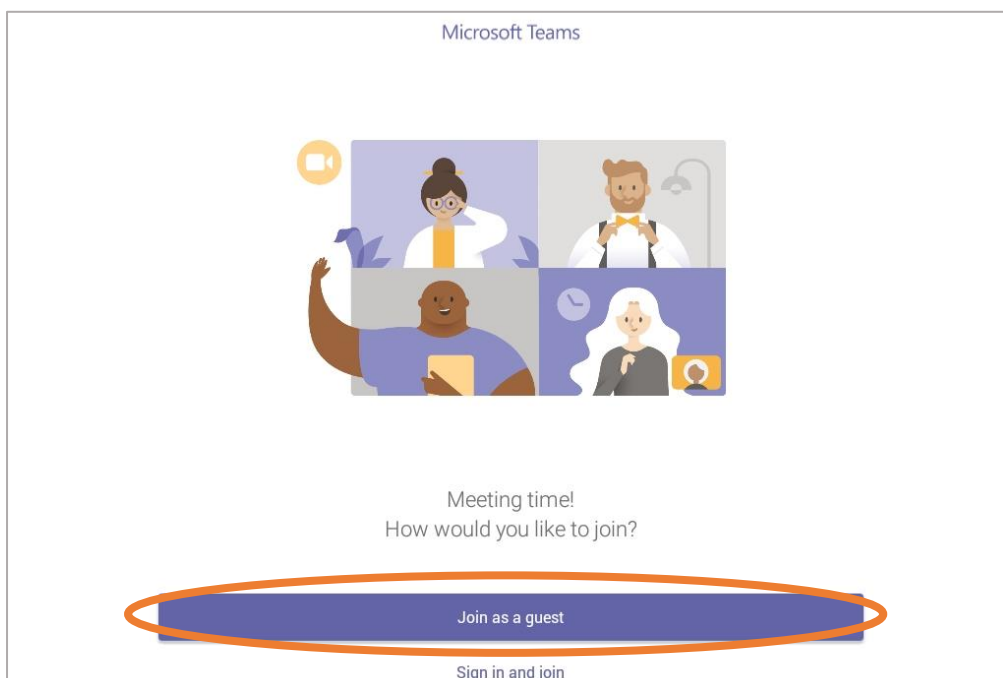 Microsoft Teams
Meeting time!
How would you like to join?
Join as a guest
Sign in and join